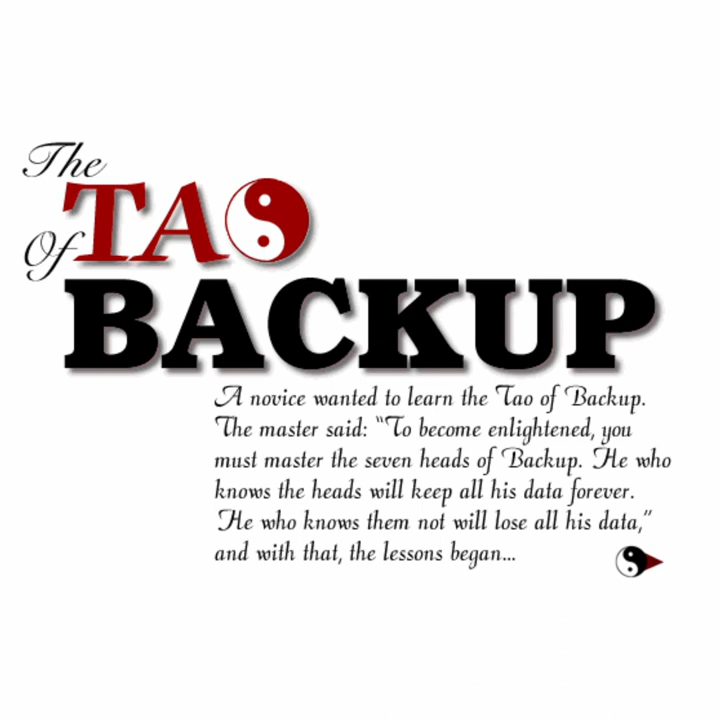 The
TAO
Of
BACKUP
A novice wanted to learn the Tao of Backup.
The master said: “To become enlightened, you
must master the seven heads of Backup. He who
knows the heads will keep all his data forever.
He who knows them not will lose all his data,”
and with that, the lessons began...